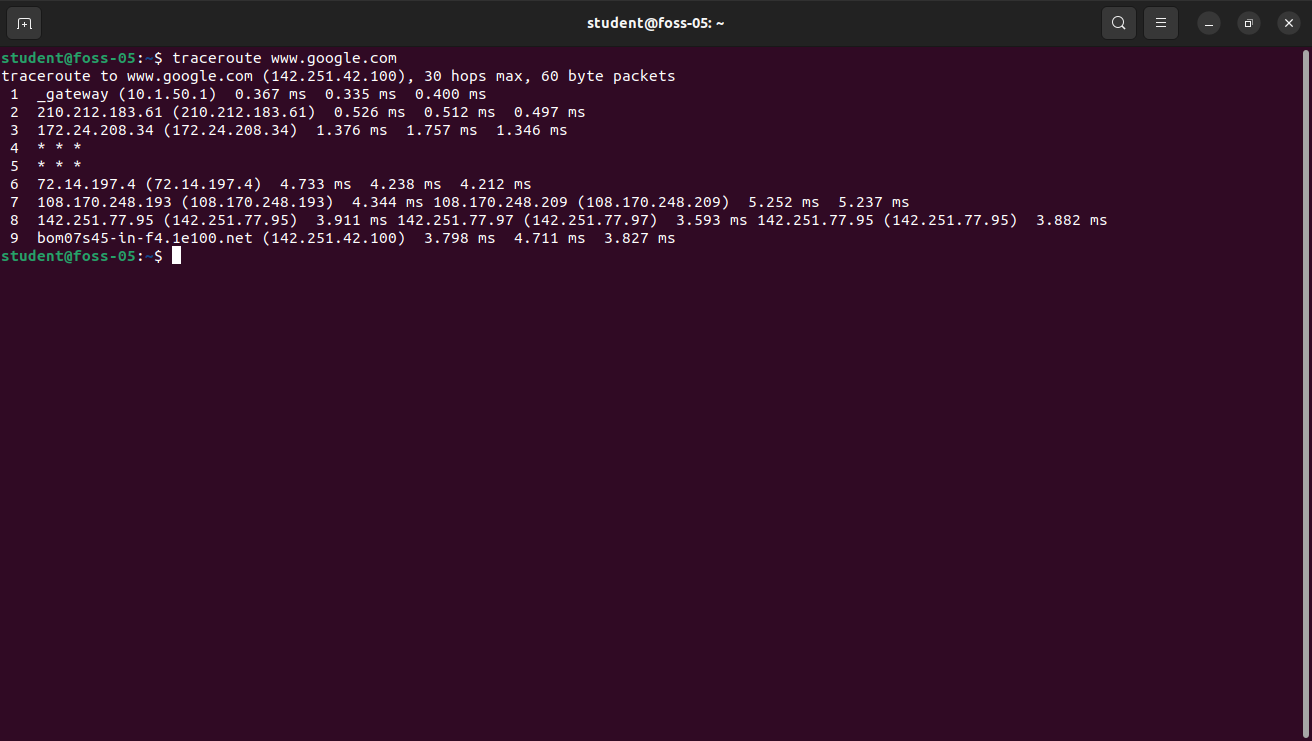 student@foss-05: ~
student@foss-05:~$ traceroute www.google.com
traceroute to www.google.com (142.251.42.100), 30 hops max, 60 byte packets
 1  _gateway (10.1.50.1)  0.367 ms  0.335 ms  0.400 ms
 2  210.212.183.61 (210.212.183.61)  0.526 ms  0.512 ms  0.497 ms
 3  172.24.208.34 (172.24.208.34)  1.376 ms  1.757 ms  1.346 ms
 4  * * *
 5  * * *
 6  72.14.197.4 (72.14.197.4)  4.733 ms  4.238 ms  4.212 ms
 7  108.170.248.193 (108.170.248.193)  4.344 ms 108.170.248.209 (108.170.248.209)  5.252 ms  5.237 ms
 8  142.251.77.95 (142.251.77.95)  3.911 ms 142.251.77.97 (142.251.77.97)  3.593 ms 142.251.77.95 (142.251.77.95)  3.882 ms
 9  bom07s45-in-f4.1e100.net (142.251.42.100)  3.798 ms  4.711 ms  3.827 ms
student@foss-05:~$